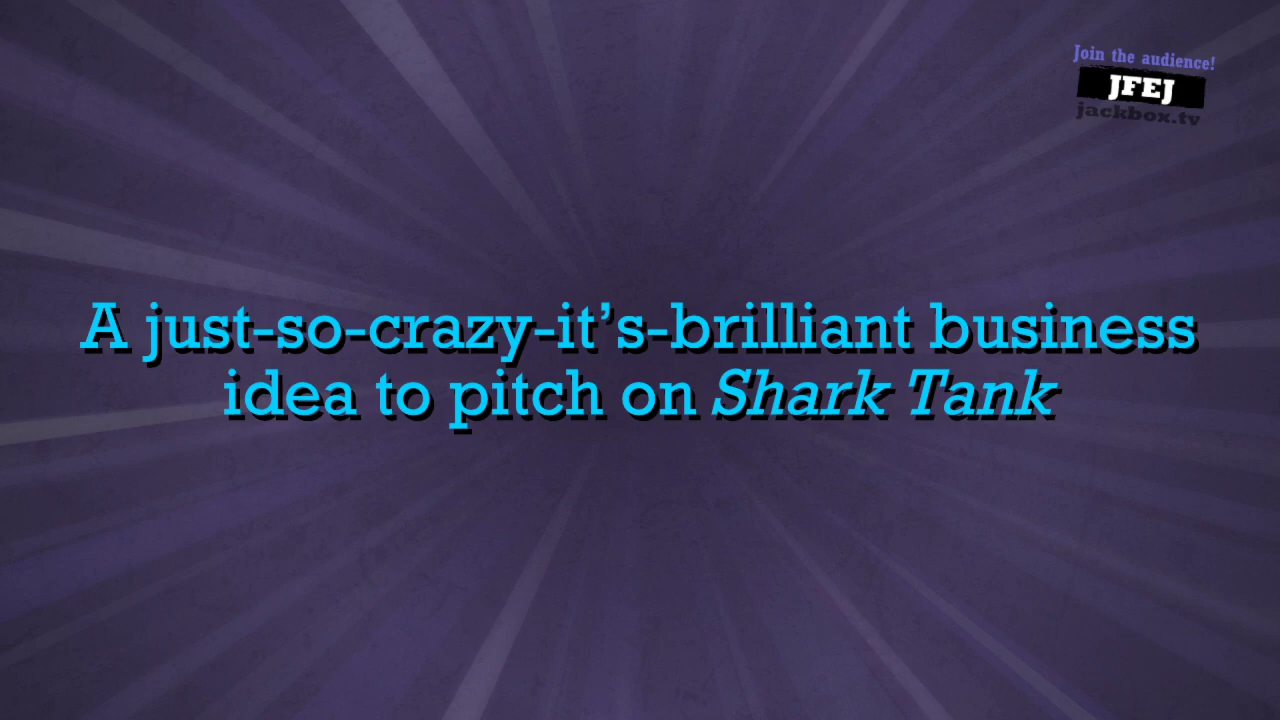 Join the audience!
JFEJ
jackbox.tv
A just-so-crazy-it’s-brilliant business
idea to pitch on Shark Tank